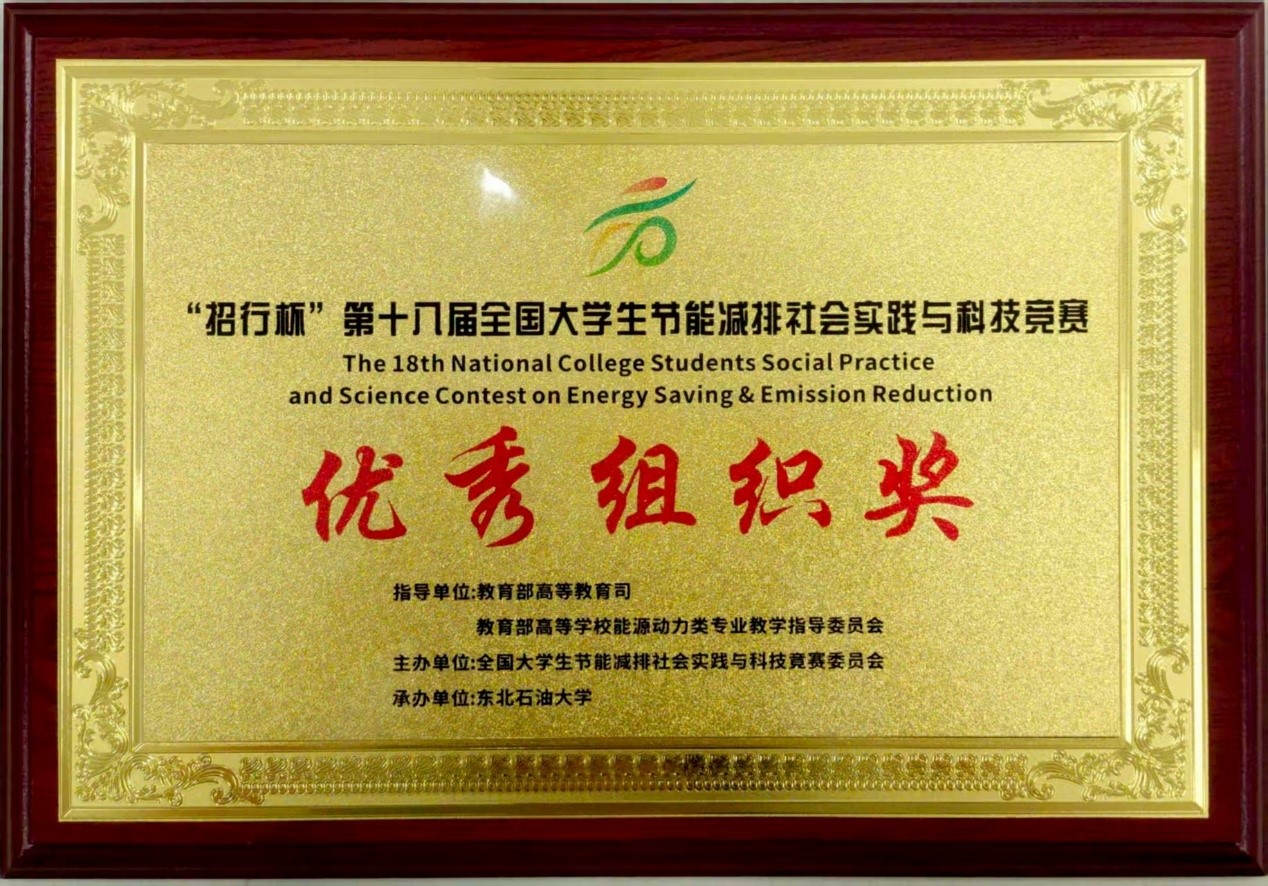 “招行杯”第十八届全国大学生节能减排社会实践与科技竞赛
The 18th National College Students Social Practice
and Science Contest on Energy Saving & Emission Reduction
优秀组织奖
指导单位:教育部高等教育司
教育部高等学校能源动力类专业教学指导委员会
主办单位:全国大学生节能减排社会实践与科技竞赛委员会
承办单位:东北石油大学